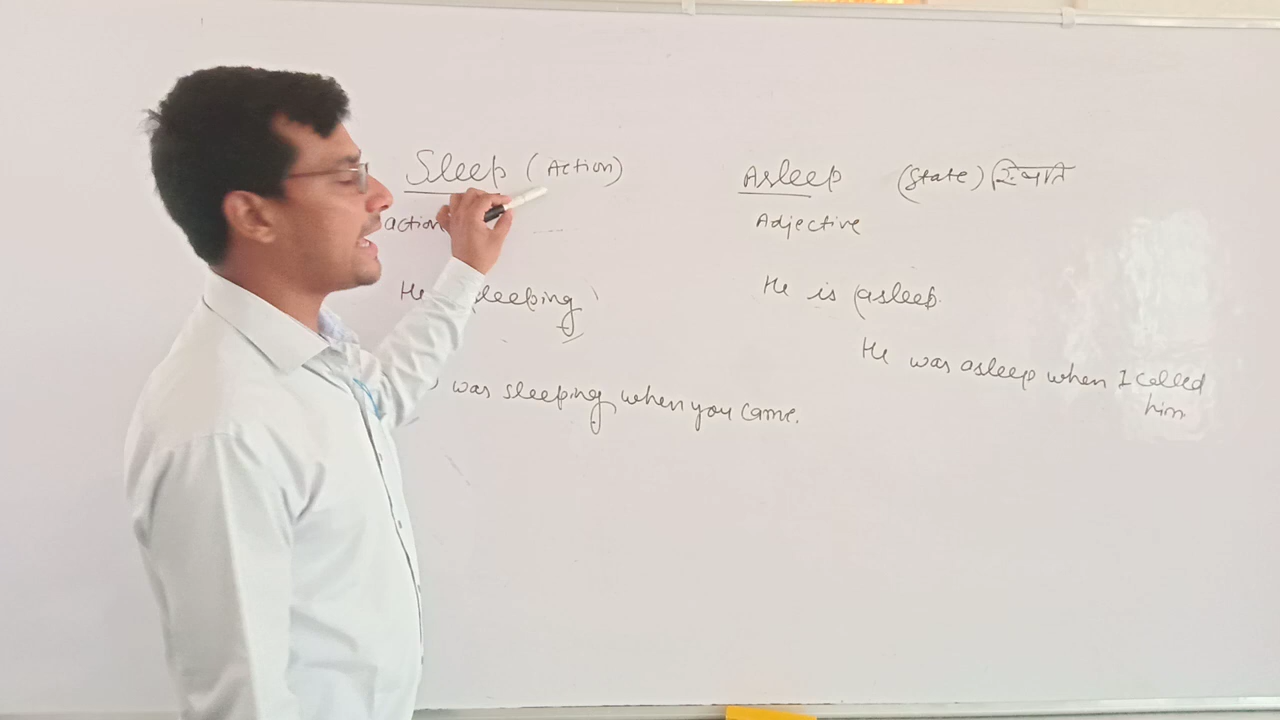 Sleep (Action)
action
He sleeping
was sleeping when you came.
Asleep (State) स्थिति
Adjective
He is asleep.
He was asleep when I called
him